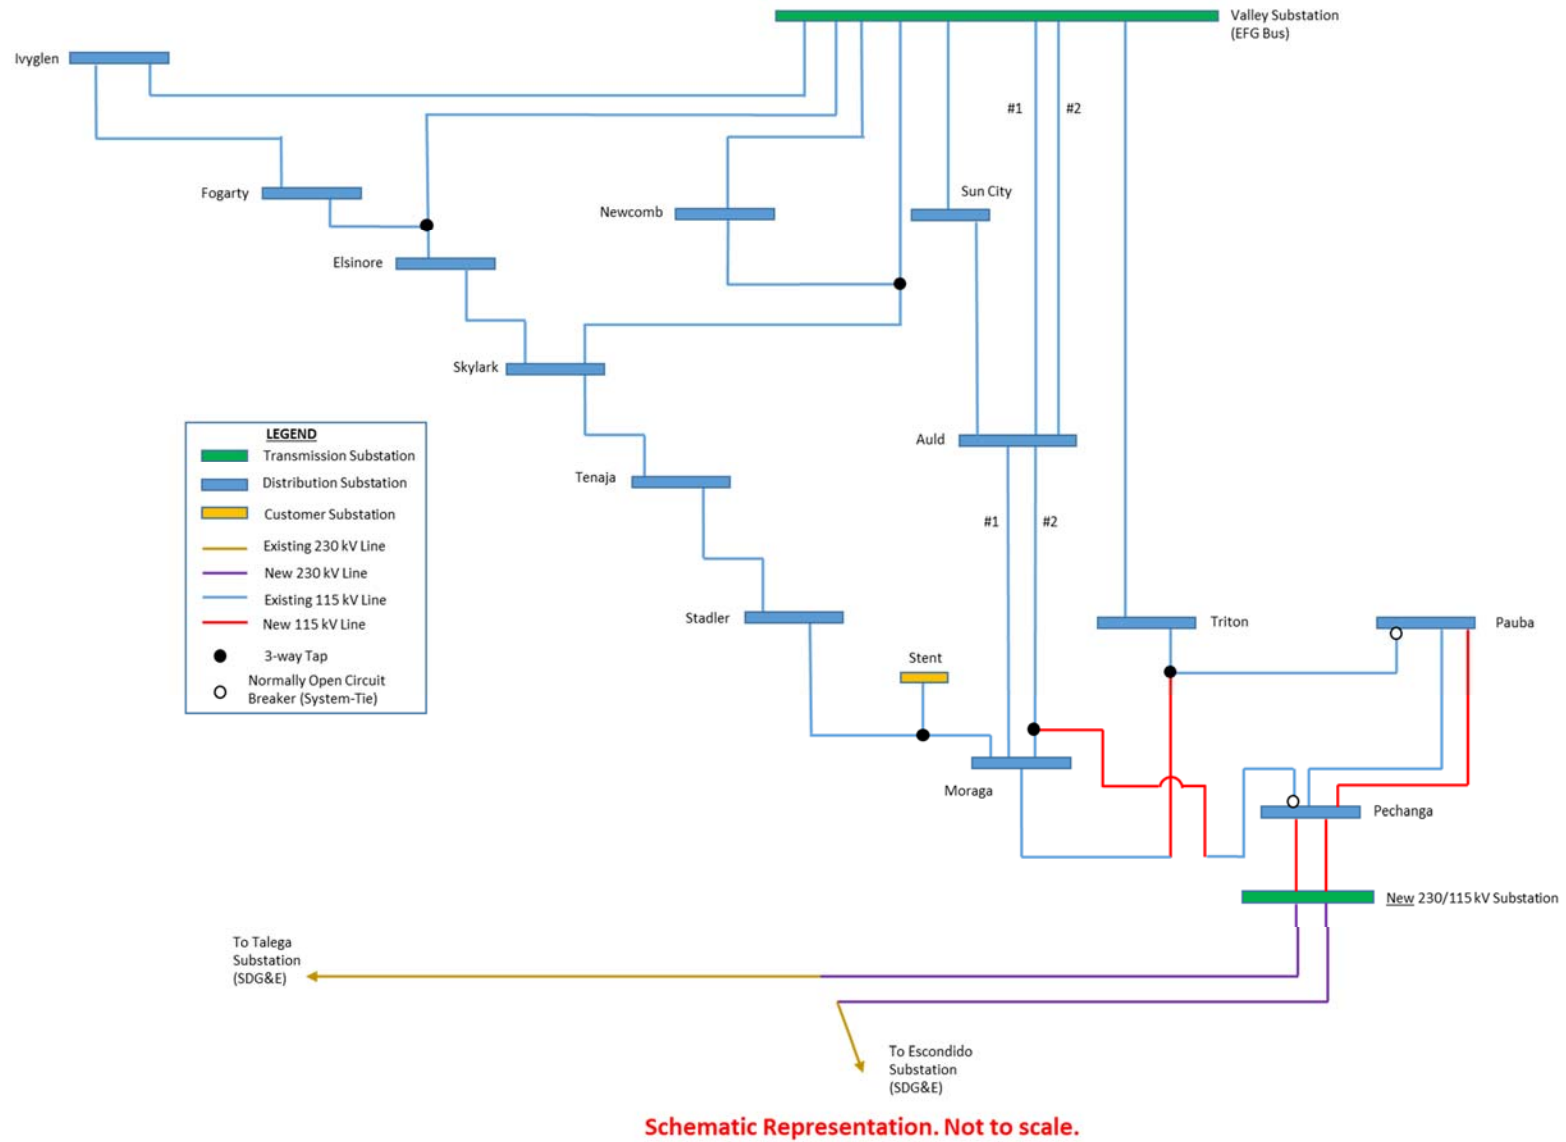 Valley Substation
(EFG Bus)
Ivyglen
#1
#2
Fogarty
Sun City
Newcomb
Elsinore
Skylark
Auld
LEGEND
Transmission Substation
Distribution Substation
Customer Substation
Existing 230 kV Line
New 230 kV Line
Existing 115 kV Line
New 115 kV Line
3-way Tap
Normally Open Circuit
Breaker (System-Tie)
Tenaja
#1
#2
Stadler
Triton
Pauba
Stent
Moraga
Pechanga
New 230/115 kV Substation
To Talega
Substation
(SDG&E)
To Escondido
Substation
(SDG&E)
Schematic Representation. Not to scale.